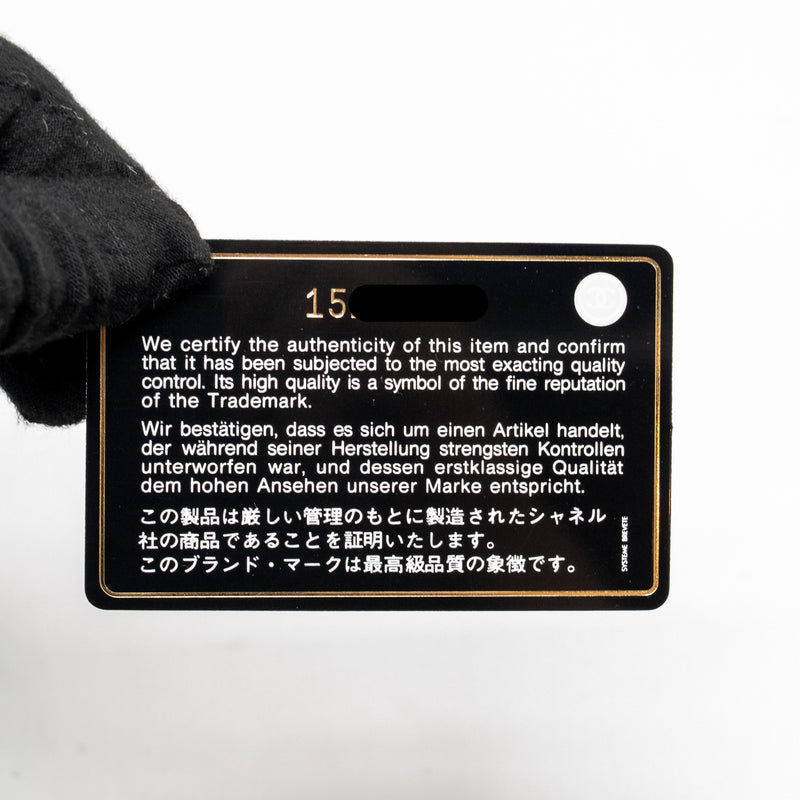 15
We certify the authenticity of this item and confirm
that it has been subjected to the most exacting quality
control. Its high quality is a symbol of the fine reputation
of the Trademark.
Wir bestätigen, dass es sich um einen Artikel handelt,
der während seiner Herstellung strengsten Kontrollen
unterworfen war, und dessen erstklassige Qualität
dem hohen Ansehen unserer Marke entspricht.
この製品は厳しい管理のもとに製造されたシャネル
社の商品であることを証明いたします。
このブランド・マークは最高級品質の象徴です。
SYSTEME BREVETE